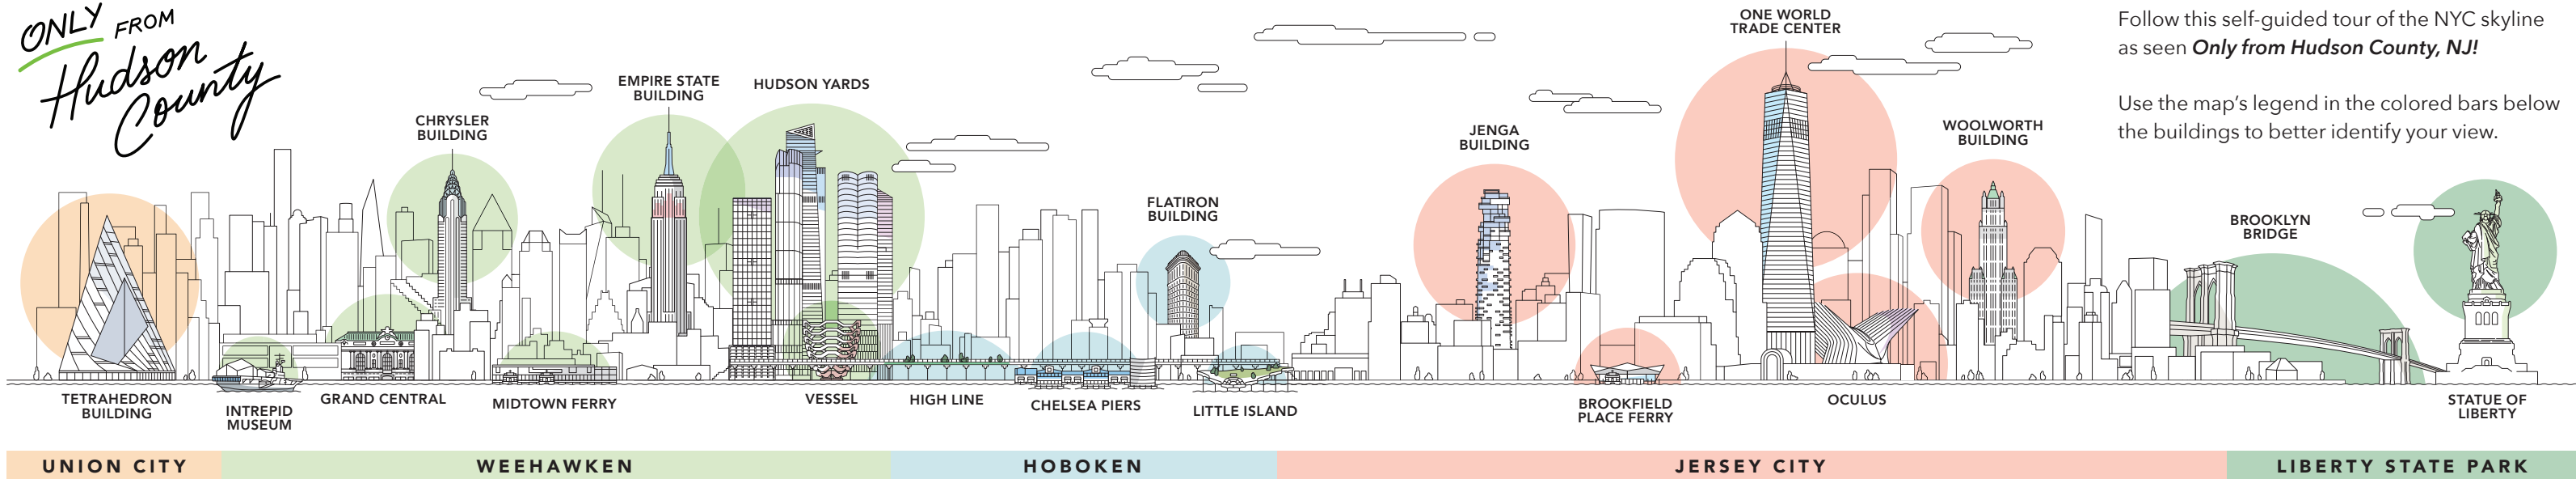 ONLY FROM
Hudson
County
Follow this self-guided tour of the NYC skyline
as seen Only from Hudson County, NJ!
Use the map's legend in the colored bars below
the buildings to better identify your view.
CHRYSLER
BUILDING
EMPIRE STATE
BUILDING
HUDSON YARDS
FLATIRON
BUILDING
JENGA
BUILDING
ONE WORLD
TRADE CENTER
WOOLWORTH
BUILDING
BROOKLYN
BRIDGE
TETRAHEDRON
BUILDING
INTREPID
MUSEUM
GRAND CENTRAL
MIDTOWN FERRY
VESSEL
HIGH LINE
CHELSEA PIERS
LITTLE ISLAND
BROOKFIELD
PLACE FERRY
OCULUS
STATUE OF
LIBERTY
UNION CITY
WEEHAWKEN
HOBOKEN
JERSEY CITY
LIBERTY STATE PARK